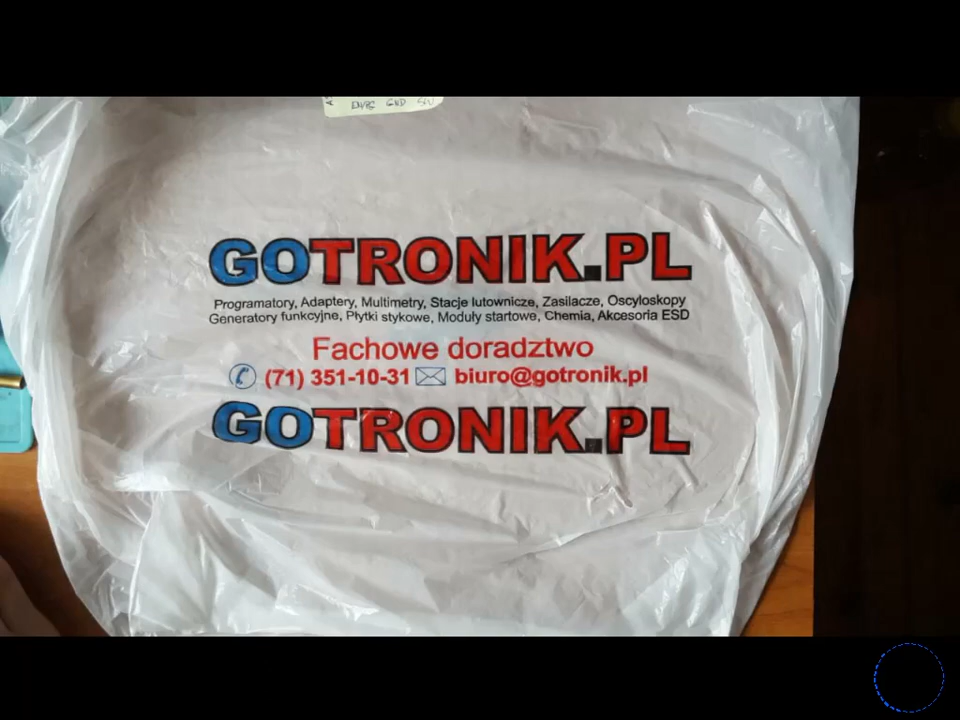 GND
GOTRONIK.PL
Programatory, Adaptery, Multimetry, Stacje lutownicze, Zasilacze, Oscyloskopy
Generatory funkcyjne, Płytki stykowe, Moduły startowe, Chemia, Akcesoria ESD
Fachowe doradztwo
(71) 351-10-31 biuro@gotronik.pl
GOTRONIK.PL